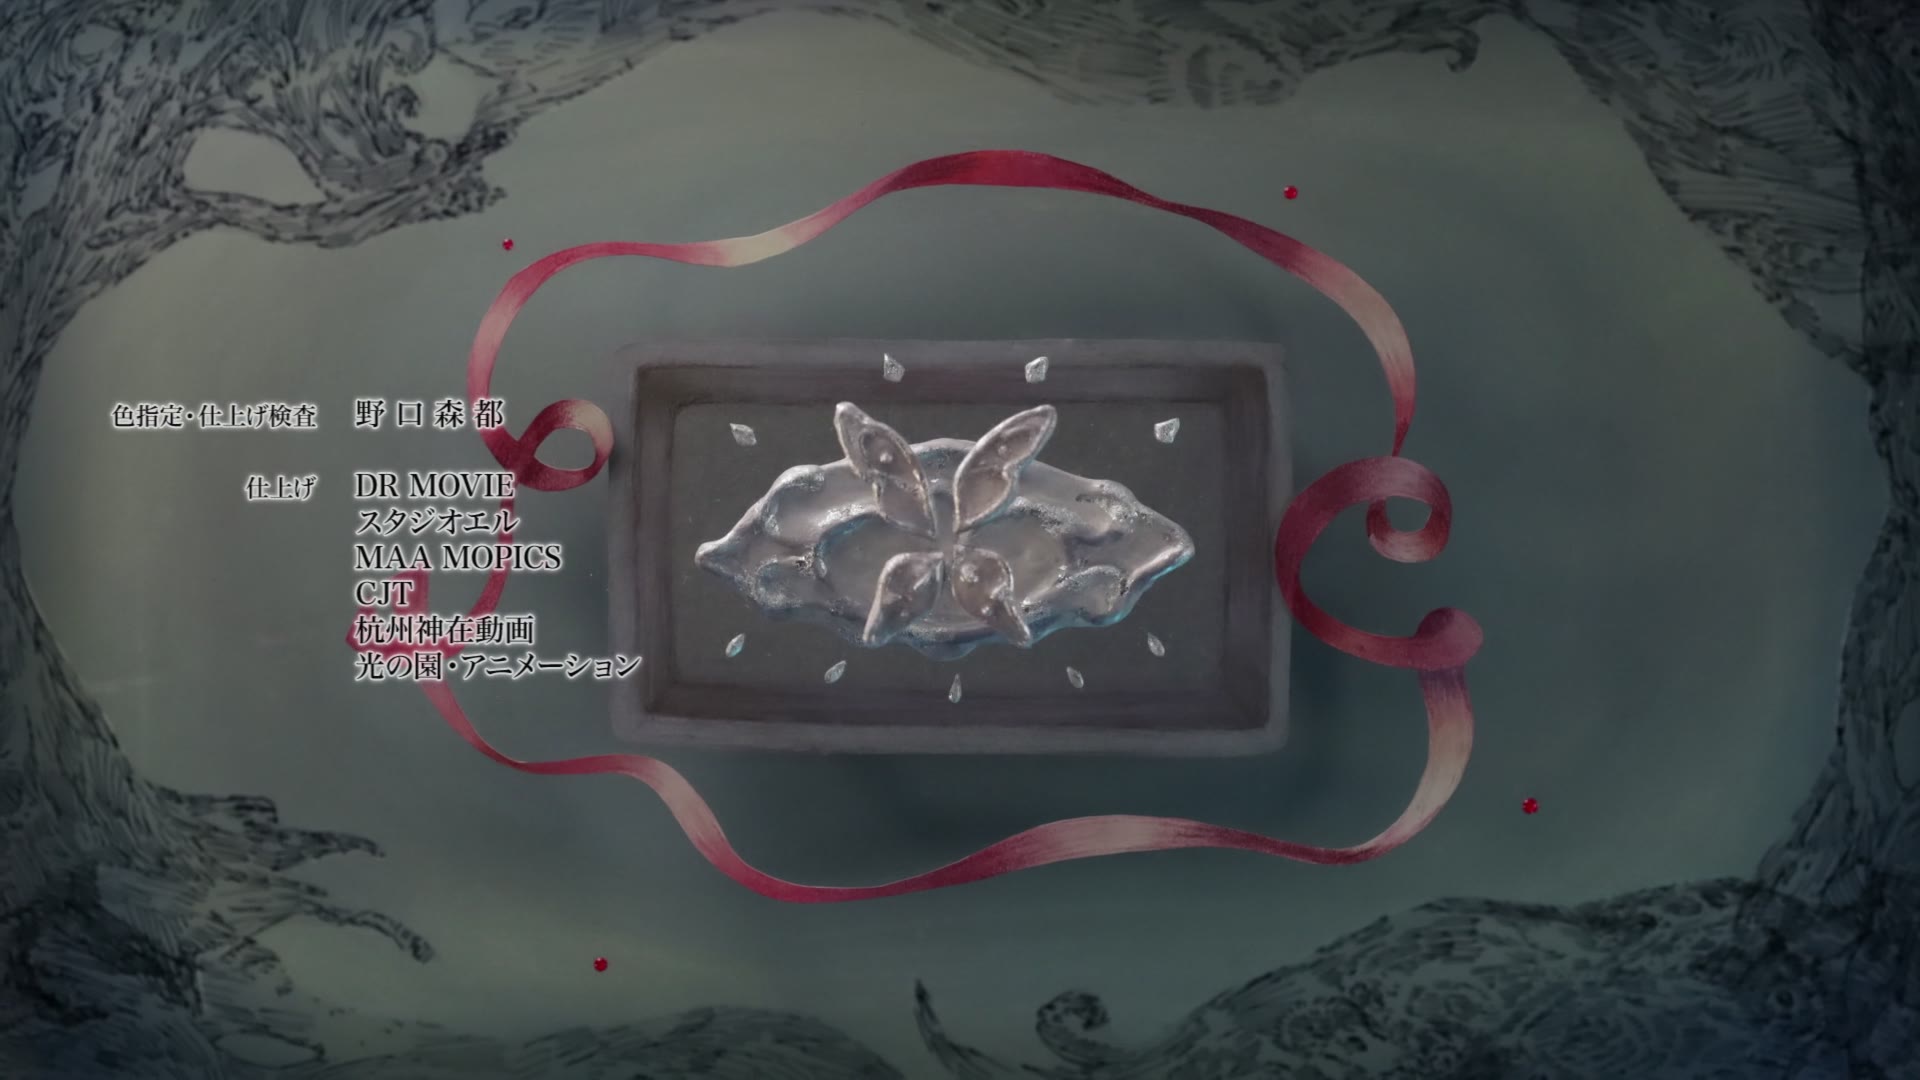 色指定・仕上げ検査 野口森都
仕上げ DR MOVIE
スタジオエル
MAA MOPICS
CJT
杭州神在動画
光の園・アニメーション